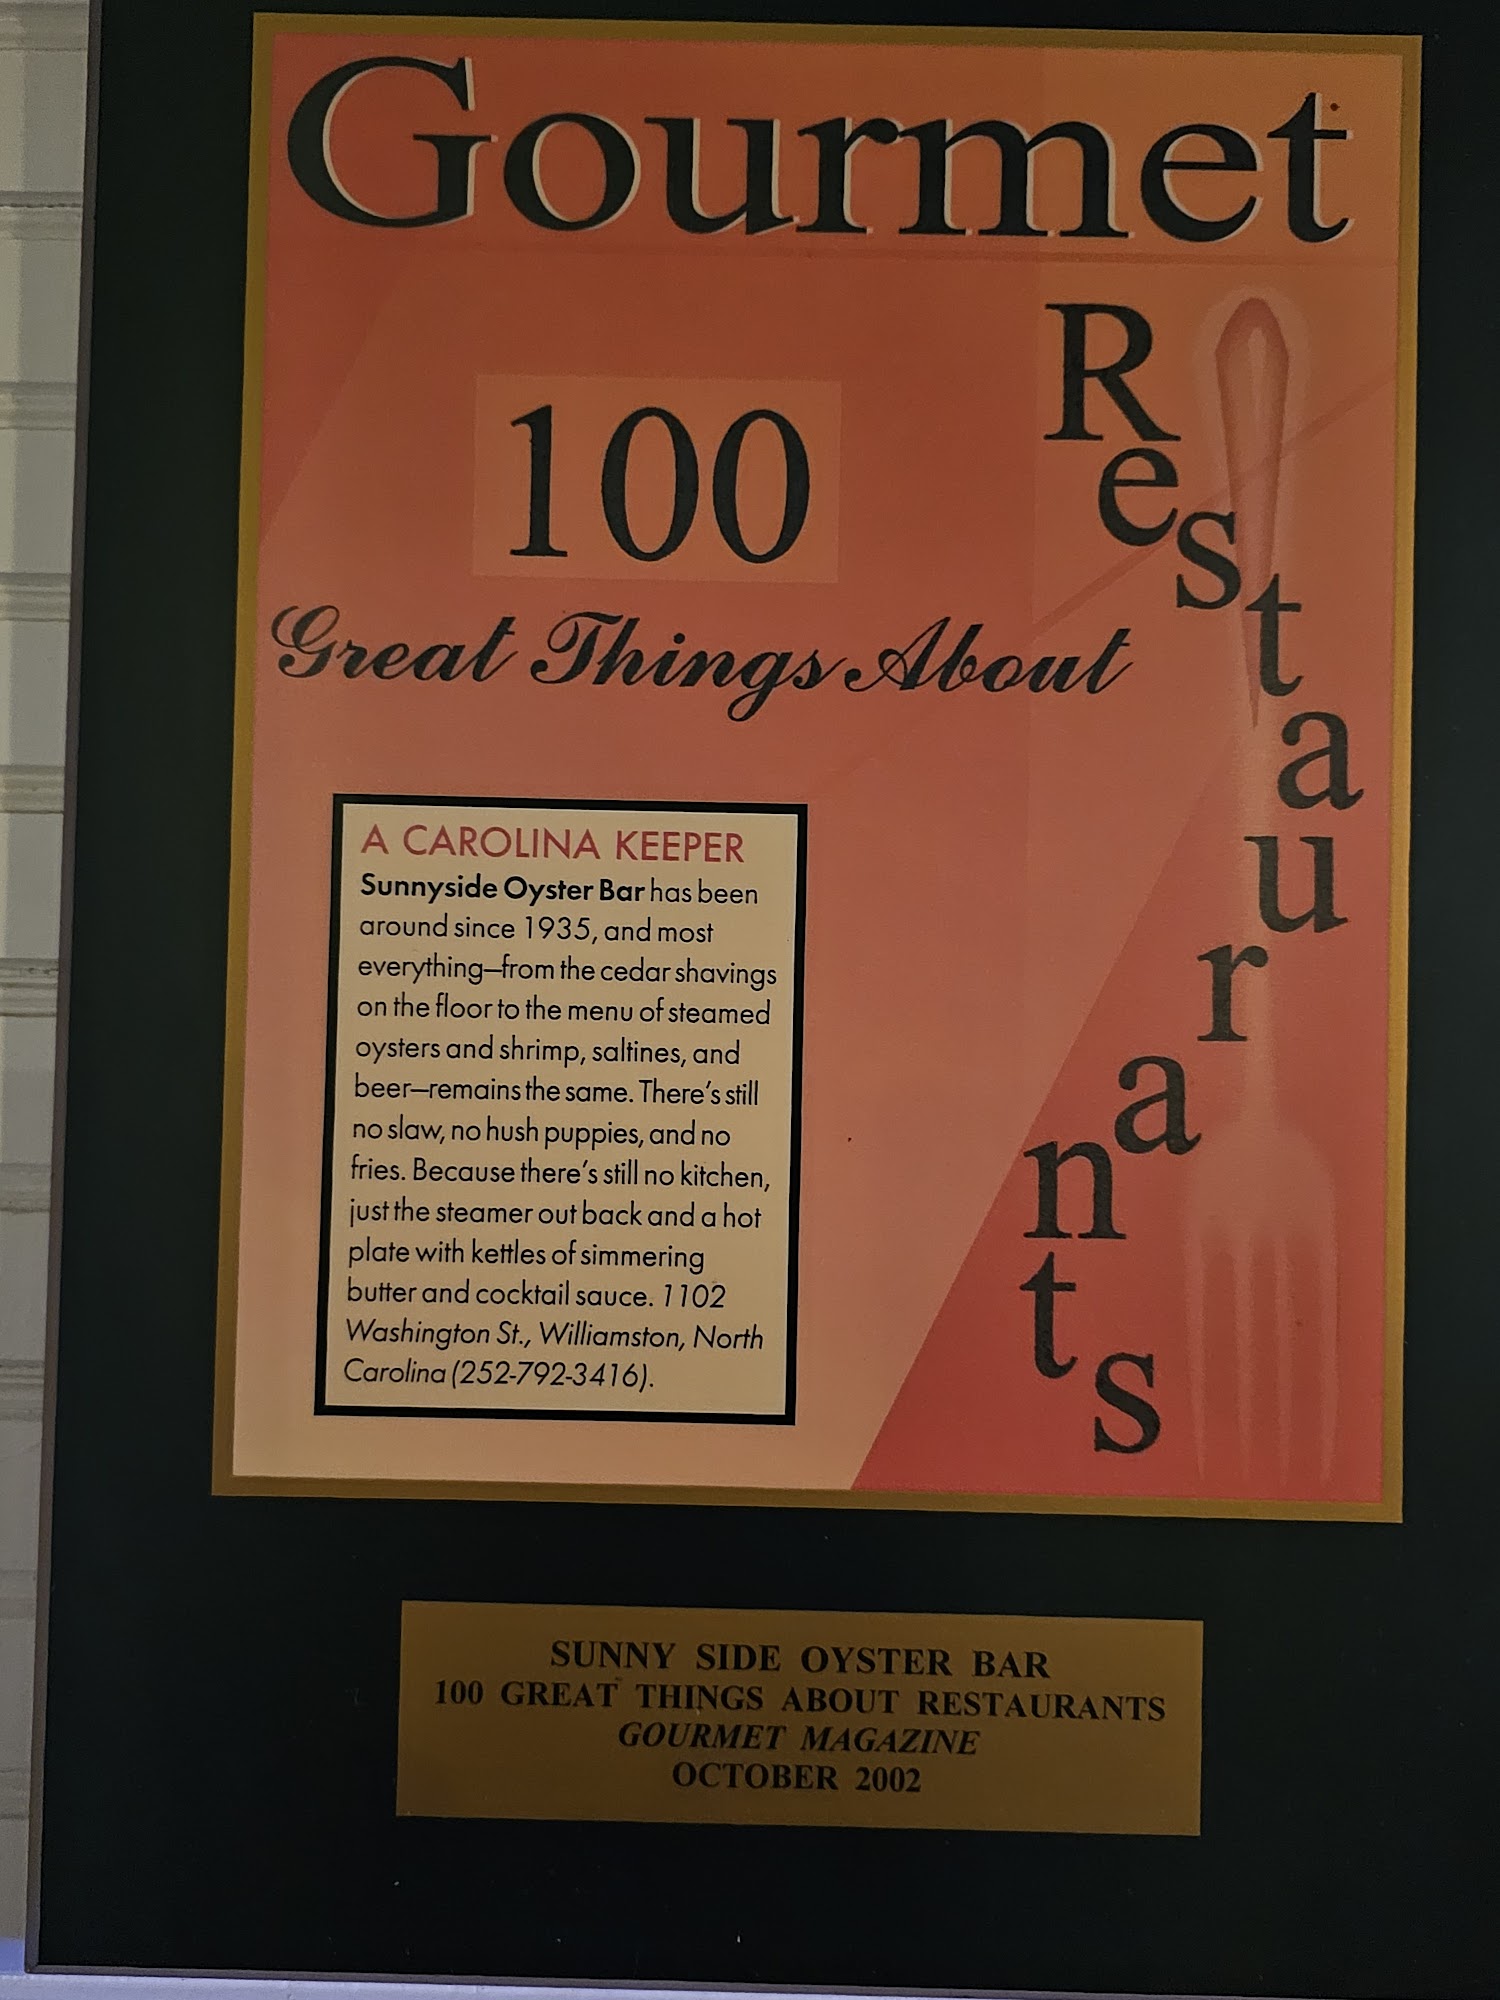 Gourmet
100
Great Things About
Restaurants
A CAROLINA KEEPER
Sunnyside Oyster Bar has been
around since 1935, and most
everything—from the cedar shavings
on the floor to the menu of steamed
oysters and shrimp, saltines, and
beer—remains the same. There's still
no slaw, no hush puppies, and no
fries. Because there's still no kitchen,
just the steamer out back and a hot
plate with kettles of simmering
butter and cocktail sauce. 1102
Washington St., Williamston, North
Carolina (252-792-3416).
SUNNY SIDE OYSTER BAR
100 GREAT THINGS ABOUT RESTAURANTS
GOURMET MAGAZINE
OCTOBER 2002